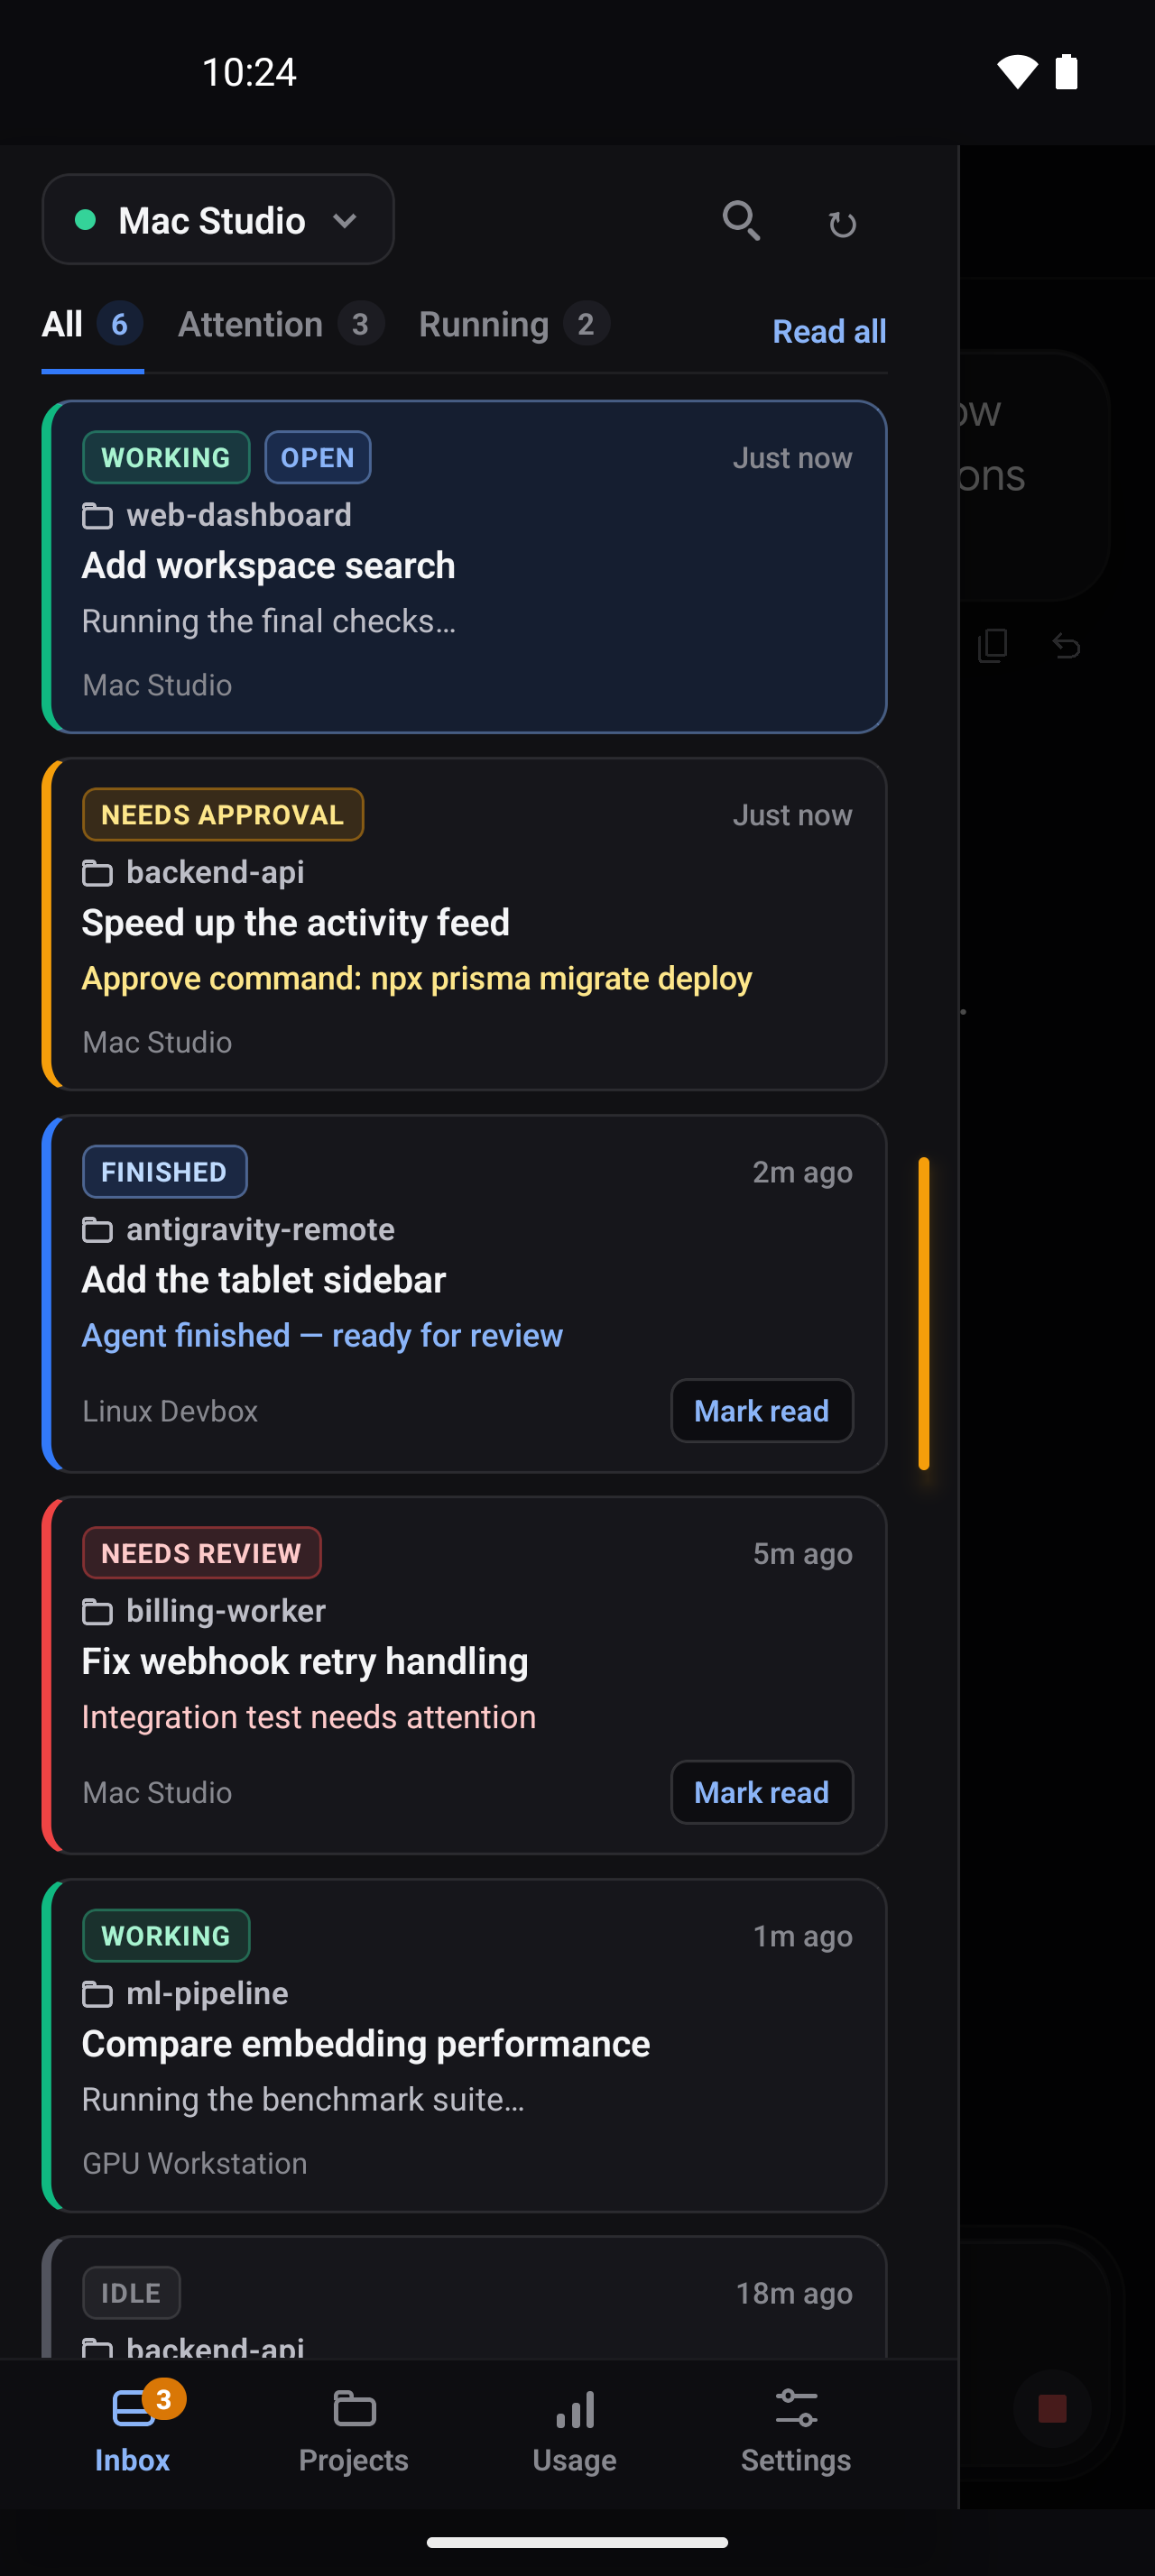 10:24
Mac Studio
All 6 Attention 3 Running 2 Read all
WORKING OPEN Just now
web-dashboard
Add workspace search
Running the final checks…
Mac Studio
NEEDS APPROVAL Just now
backend-api
Speed up the activity feed
Approve command: npx prisma migrate deploy
Mac Studio
FINISHED 2m ago
antigravity-remote
Add the tablet sidebar
Agent finished — ready for review
Linux Devbox Mark read
NEEDS REVIEW 5m ago
billing-worker
Fix webhook retry handling
Integration test needs attention
Mac Studio Mark read
WORKING 1m ago
ml-pipeline
Compare embedding performance
Running the benchmark suite…
GPU Workstation
IDLE 18m ago
backend-api
3
Inbox Projects Usage Settings